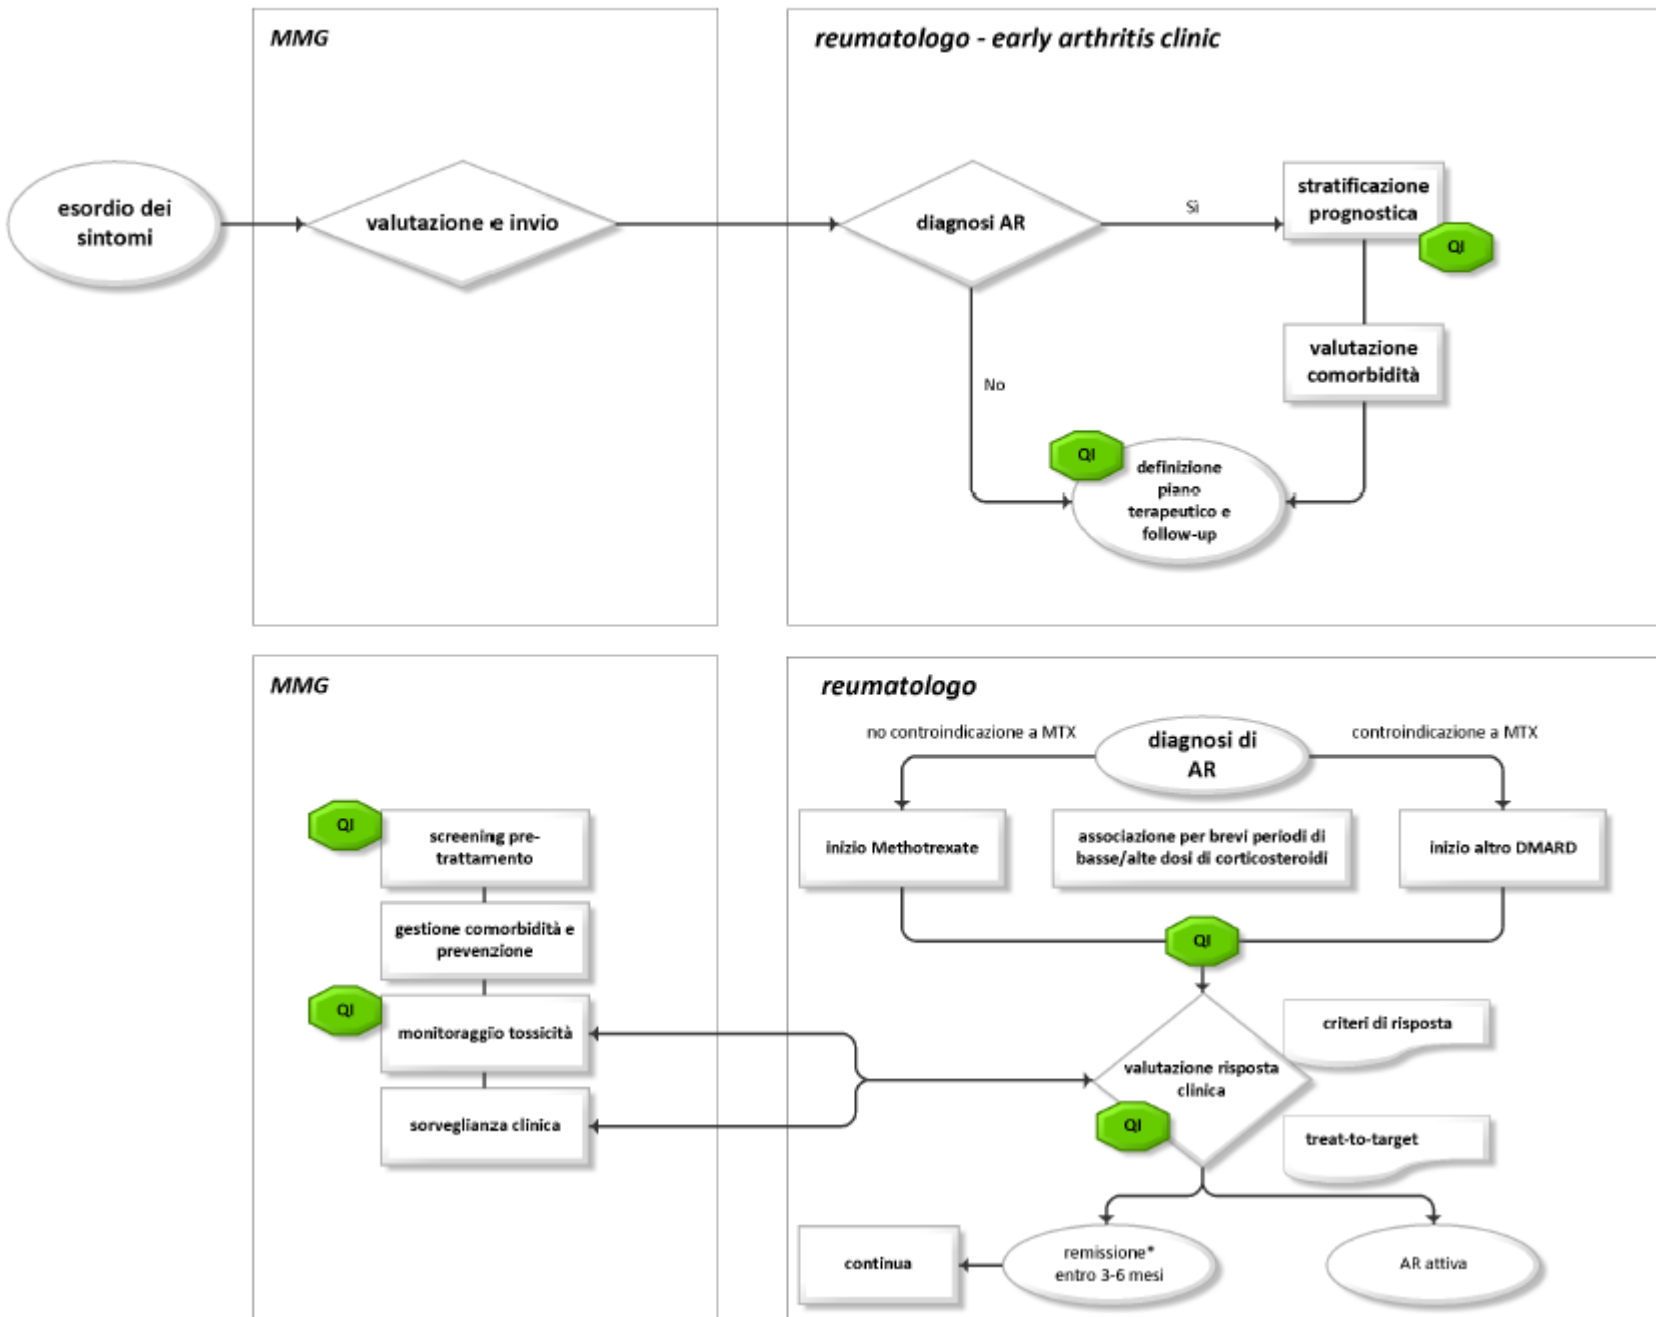 MMG
reumatologo - early arthritis clinic
esordio dei
sintomi
valutazione e invio
diagnosi AR
Sì
stratificazione
prognostica
QI
valutazione
comorbidità
No
QI
definizione
piano
terapeutico e
follow-up
MMG
QI
screening pre-
trattamento
gestione comorbidità e
prevenzione
QI
monitoraggio tossicità
sorveglianza clinica
reumatologo
no controindicazione a MTX
diagnosi di
AR
controindicazione a MTX
inizio Methotrexate
associazione per brevi periodi di
basse/alte dosi di corticosteroidi
inizio altro DMARD
QI
criteri di risposta
valutazione risposta
clinica
QI
treat-to-target
continua
remissione*
entro 3-6 mesi
AR attiva